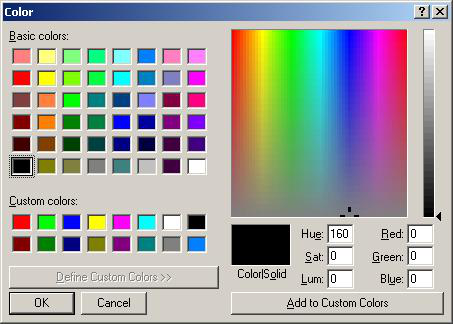 Color
Basic colors:
Custom colors:
Define Custom Colors >>
OK
Cancel
Color|Solid
Hue: 160
Sat: 0
Lum: 0
Red: 0
Green: 0
Blue: 0
Add to Custom Colors